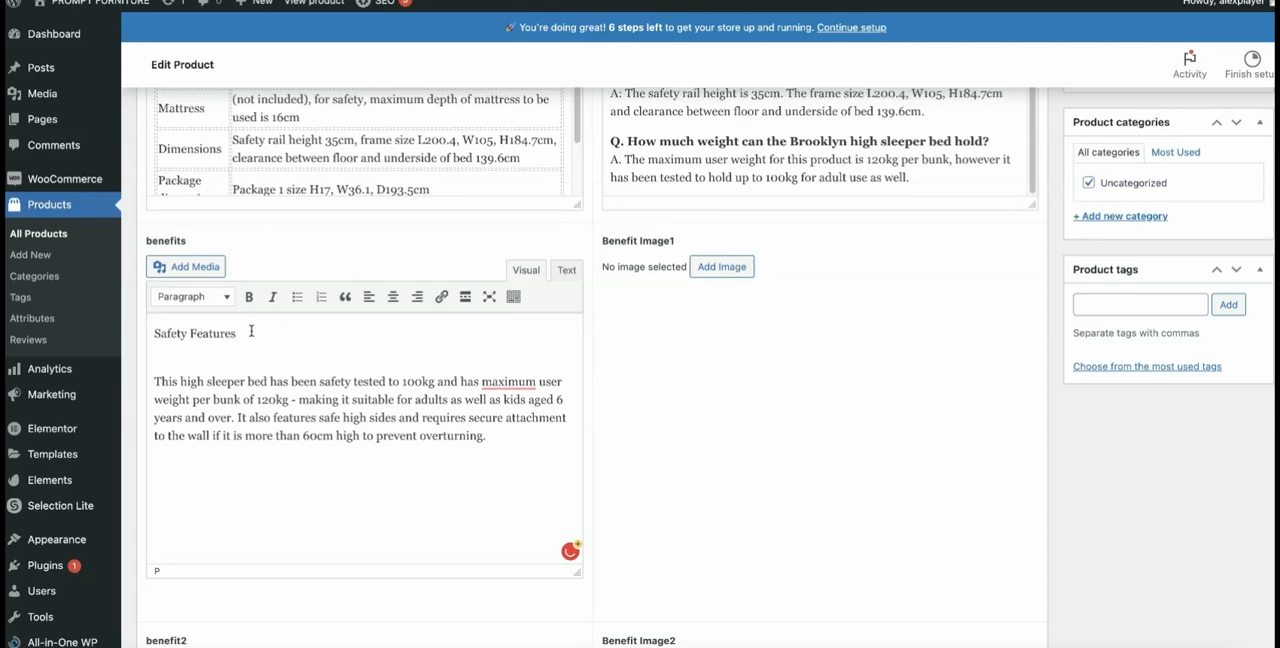 PROMPT FURNITURE
1
0
New
View product
SEO
Howdy, alexplayer
🚀 You're doing great! 6 steps left to get your store up and running. Continue setup
Edit Product
Activity
Finish setu
Dashboard
Posts
Media
Pages
Comments
WooCommerce
Products
All Products
Add New
Categories
Tags
Attributes
Reviews
Analytics
Marketing
Elementor
Templates
Elements
Selection Lite
Appearance
Plugins 1
Users
Tools
All-in-One WP
Mattress
(not included), for safety, maximum depth of mattress to be
used is 16cm
Dimensions
Safety rail height 35cm, frame size L200.4, W105, H184.7cm,
clearance between floor and underside of bed 139.6cm
Package
Package 1 size H17, W36.1, D193.5cm
A: The safety rail height is 35cm. The frame size L200.4, W105, H184.7cm
and clearance between floor and underside of bed 139.6cm.
Q. How much weight can the Brooklyn high sleeper bed hold?
A. The maximum user weight for this product is 120kg per bunk, however it
has been tested to hold up to 100kg for adult use as well.
benefits
Add Media
Visual
Text
Paragraph
B
I
Safety Features
This high sleeper bed has been safety tested to 100kg and has maximum user
weight per bunk of 120kg - making it suitable for adults as well as kids aged 6
years and over. It also features safe high sides and requires secure attachment
to the wall if it is more than 60cm high to prevent overturning.
P
Benefit Image1
No image selected
Add Image
benefit2
Benefit Image2
Product categories
All categories
Most Used
Uncategorized
+ Add new category
Product tags
Add
Separate tags with commas
Choose from the most used tags